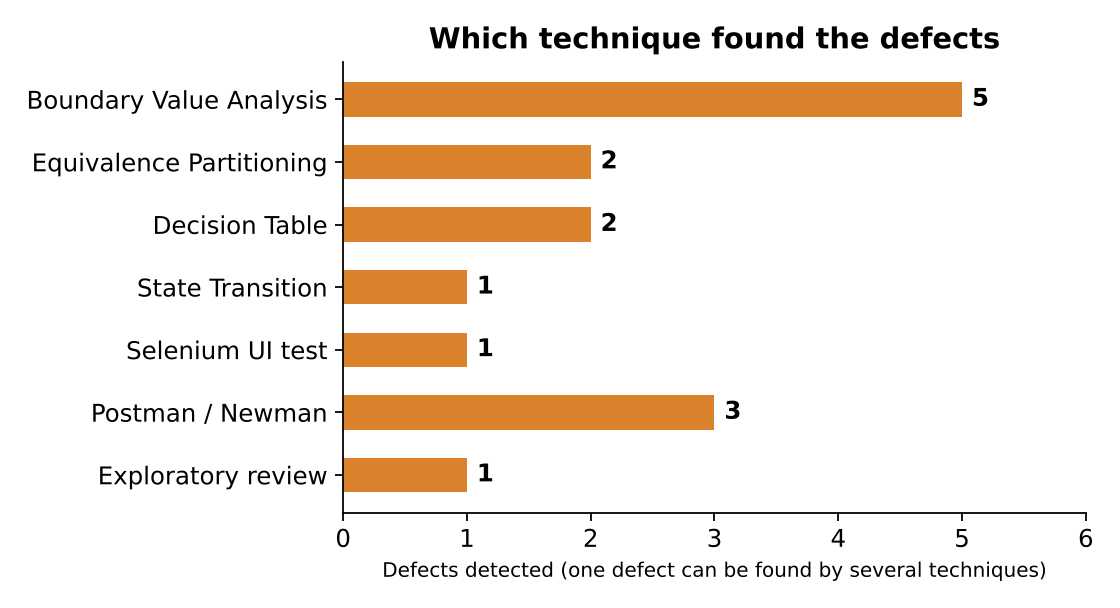 Which technique found the defects
Boundary Value Analysis 5
Equivalence Partitioning 2
Decision Table 2
State Transition 1
Selenium UI test 1
Postman / Newman 3
Exploratory review 1
0 1 2 3 4 5 6
Defects detected (one defect can be found by several techniques)